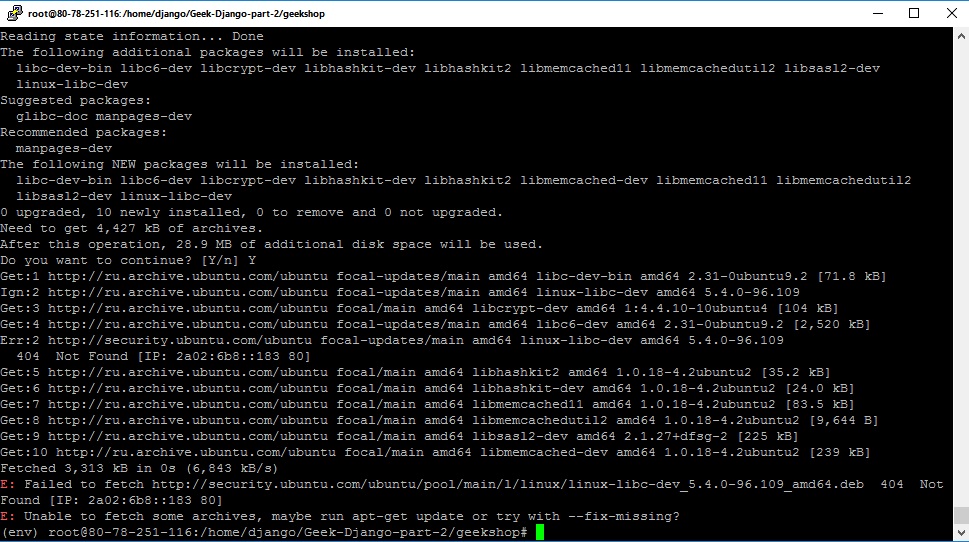 root@80-78-251-116:/home/django/Geek-Django-part-2/geekshop
Reading state information... Done
The following additional packages will be installed:
  libc-dev-bin libc6-dev libcrypt-dev libhashkit-dev libhashkit2 libmemcached11 libmemcachedutil2 libsasl2-dev
  linux-libc-dev
Suggested packages:
  glibc-doc manpages-dev
Recommended packages:
  manpages-dev
The following NEW packages will be installed:
  libc-dev-bin libc6-dev libcrypt-dev libhashkit-dev libhashkit2 libmemcached-dev libmemcached11 libmemcachedutil2
  libsasl2-dev linux-libc-dev
0 upgraded, 10 newly installed, 0 to remove and 0 not upgraded.
Need to get 4,427 kB of archives.
After this operation, 28.9 MB of additional disk space will be used.
Do you want to continue? [Y/n] Y
Get:1 http://ru.archive.ubuntu.com/ubuntu focal-updates/main amd64 libc-dev-bin amd64 2.31-0ubuntu9.2 [71.8 kB]
Ign:2 http://ru.archive.ubuntu.com/ubuntu focal-updates/main amd64 linux-libc-dev amd64 5.4.0-96.109
Get:3 http://ru.archive.ubuntu.com/ubuntu focal/main amd64 libcrypt-dev amd64 1:4.4.10-10ubuntu4 [104 kB]
Get:4 http://ru.archive.ubuntu.com/ubuntu focal-updates/main amd64 libc6-dev amd64 2.31-0ubuntu9.2 [2,520 kB]
Err:2 http://security.ubuntu.com/ubuntu focal-updates/main amd64 linux-libc-dev amd64 5.4.0-96.109
  404  Not Found [IP: 2a02:6b8::183 80]
Get:5 http://ru.archive.ubuntu.com/ubuntu focal/main amd64 libhashkit2 amd64 1.0.18-4.2ubuntu2 [35.2 kB]
Get:6 http://ru.archive.ubuntu.com/ubuntu focal/main amd64 libhashkit-dev amd64 1.0.18-4.2ubuntu2 [24.0 kB]
Get:7 http://ru.archive.ubuntu.com/ubuntu focal/main amd64 libmemcached11 amd64 1.0.18-4.2ubuntu2 [83.5 kB]
Get:8 http://ru.archive.ubuntu.com/ubuntu focal/main amd64 libmemcachedutil2 amd64 1.0.18-4.2ubuntu2 [9,644 B]
Get:9 http://ru.archive.ubuntu.com/ubuntu focal/main amd64 libsasl2-dev amd64 2.1.27+dfsg-2 [225 kB]
Get:10 http://ru.archive.ubuntu.com/ubuntu focal/main amd64 libmemcached-dev amd64 1.0.18-4.2ubuntu2 [239 kB]
Fetched 3,313 kB in 0s (6,843 kB/s)
E: Failed to fetch http://security.ubuntu.com/ubuntu/pool/main/l/linux/linux-libc-dev_5.4.0-96.109_amd64.deb  404  Not
Found [IP: 2a02:6b8::183 80]
E: Unable to fetch some archives, maybe run apt-get update or try with --fix-missing?
(env) root@80-78-251-116:/home/django/Geek-Django-part-2/geekshop#